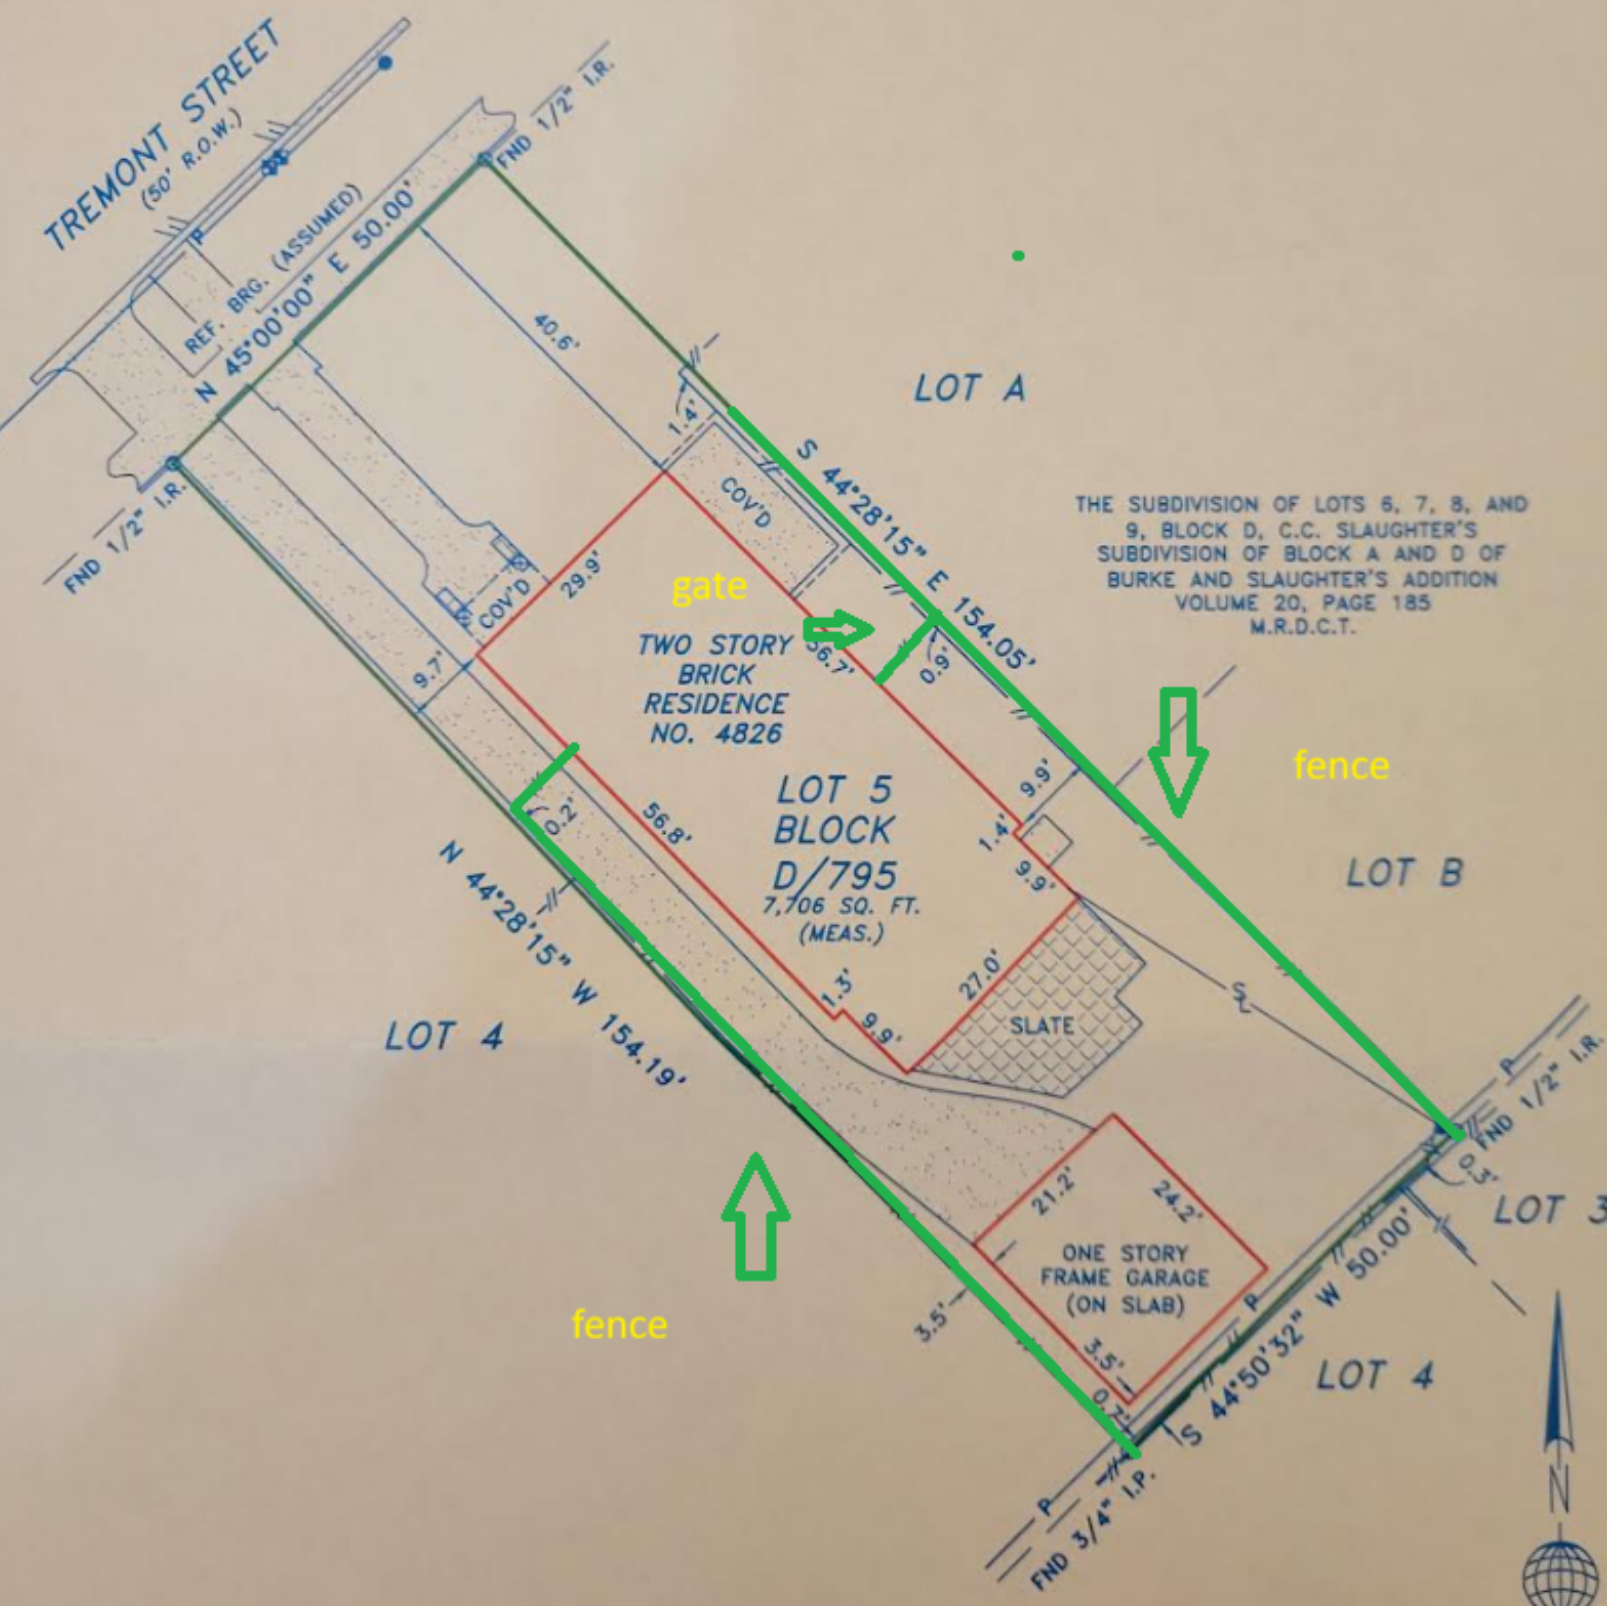 TREMONT STREET
(50' R.O.W.)
FND 1/2" I.R.
P
REF. BRG. (ASSUMED)
N 45°00'00" E 50.00'
40.6'
LOT A
1.4'
S 44°28'15" E 154.05'
COV'D
FND 1/2" I.R.
THE SUBDIVISION OF LOTS 6, 7, 8, AND
9, BLOCK D, C.C. SLAUGHTER'S
SUBDIVISION OF BLOCK A AND D OF
BURKE AND SLAUGHTER'S ADDITION
VOLUME 20, PAGE 185
M.R.D.C.T.
29.9'
COV'D
gate
TWO STORY
BRICK
RESIDENCE
NO. 4826
56.7'
0.9'
9.7'
fence
9.9'
LOT 5
BLOCK
D/795
7,706 SQ. FT.
(MEAS.)
56.8'
0.2'
1.4'
9.9'
LOT B
N 44°28'15" W 154.19'
27.0'
1.3'
9.9'
SLATE
LOT 4
P
FND 1/2" I.R.
0.3'
LOT 3
21.2'
24.2'
ONE STORY
FRAME GARAGE
(ON SLAB)
fence
3.5'
3.5'
P
0.7'
S 44°50'32" W 50.00'
LOT 4
P
FND 3/4" I.P.
N